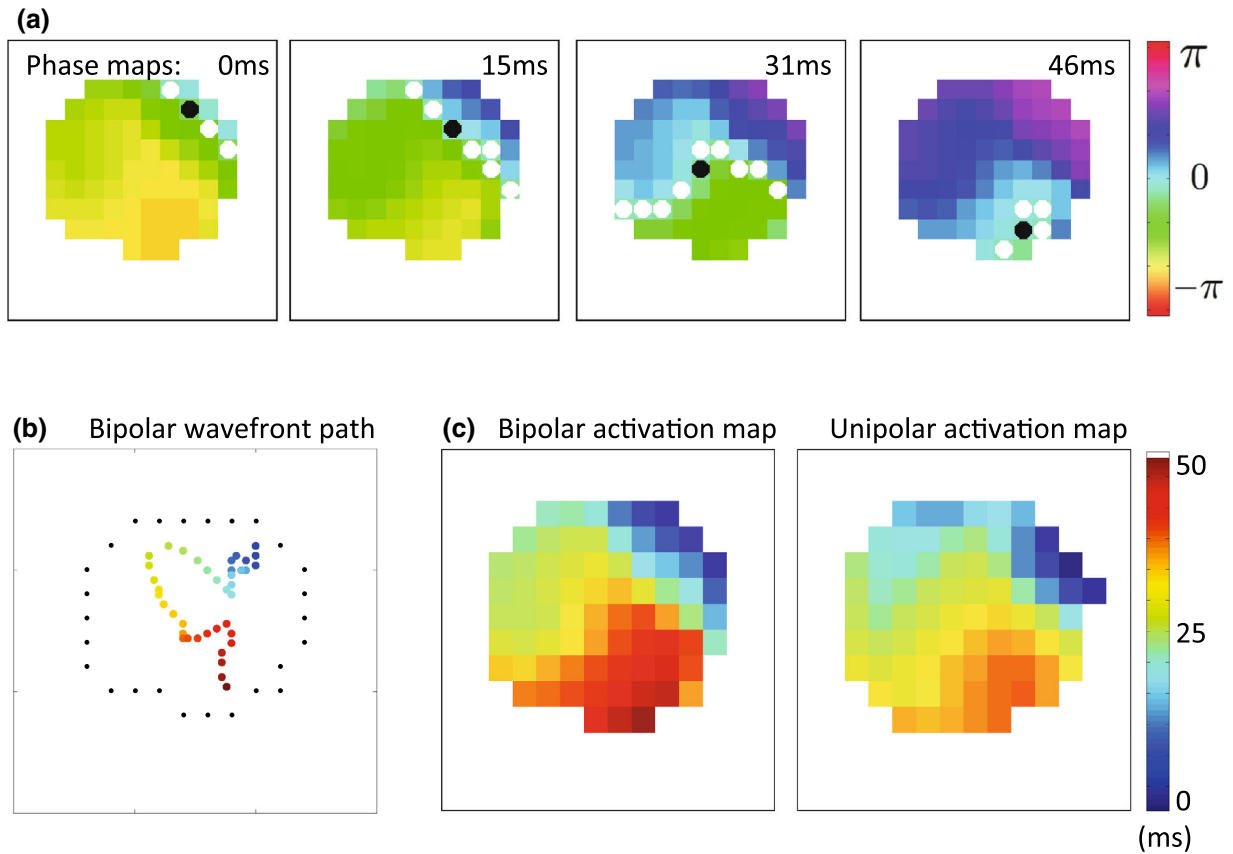 (a)
Phase maps: 0ms
15ms
31ms
46ms
π
0
−π
(b) Bipolar wavefront path
(c) Bipolar activation map
Unipolar activation map
50
25
0
(ms)